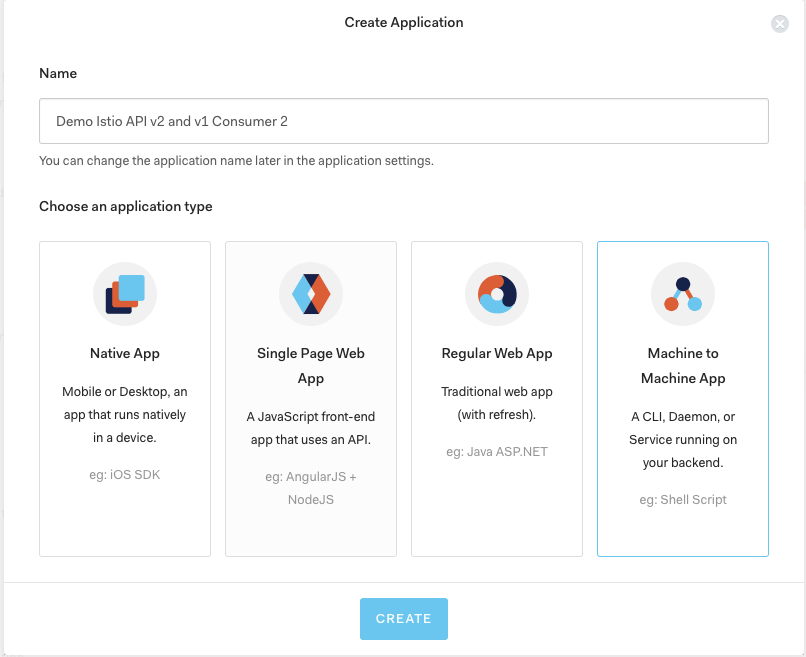 Create Application
Name
Demo Istio API v2 and v1 Consumer 2
You can change the application name later in the application settings.
Choose an application type
Native App
Mobile or Desktop, an
app that runs natively
in a device.
eg: iOS SDK
Single Page Web
App
A JavaScript front-end
app that uses an API.
eg: AngularJS +
NodeJS
Regular Web App
Traditional web app
(with refresh).
eg: Java ASP.NET
Machine to
Machine App
A CLI, Daemon, or
Service running on
your backend.
eg: Shell Script
CREATE